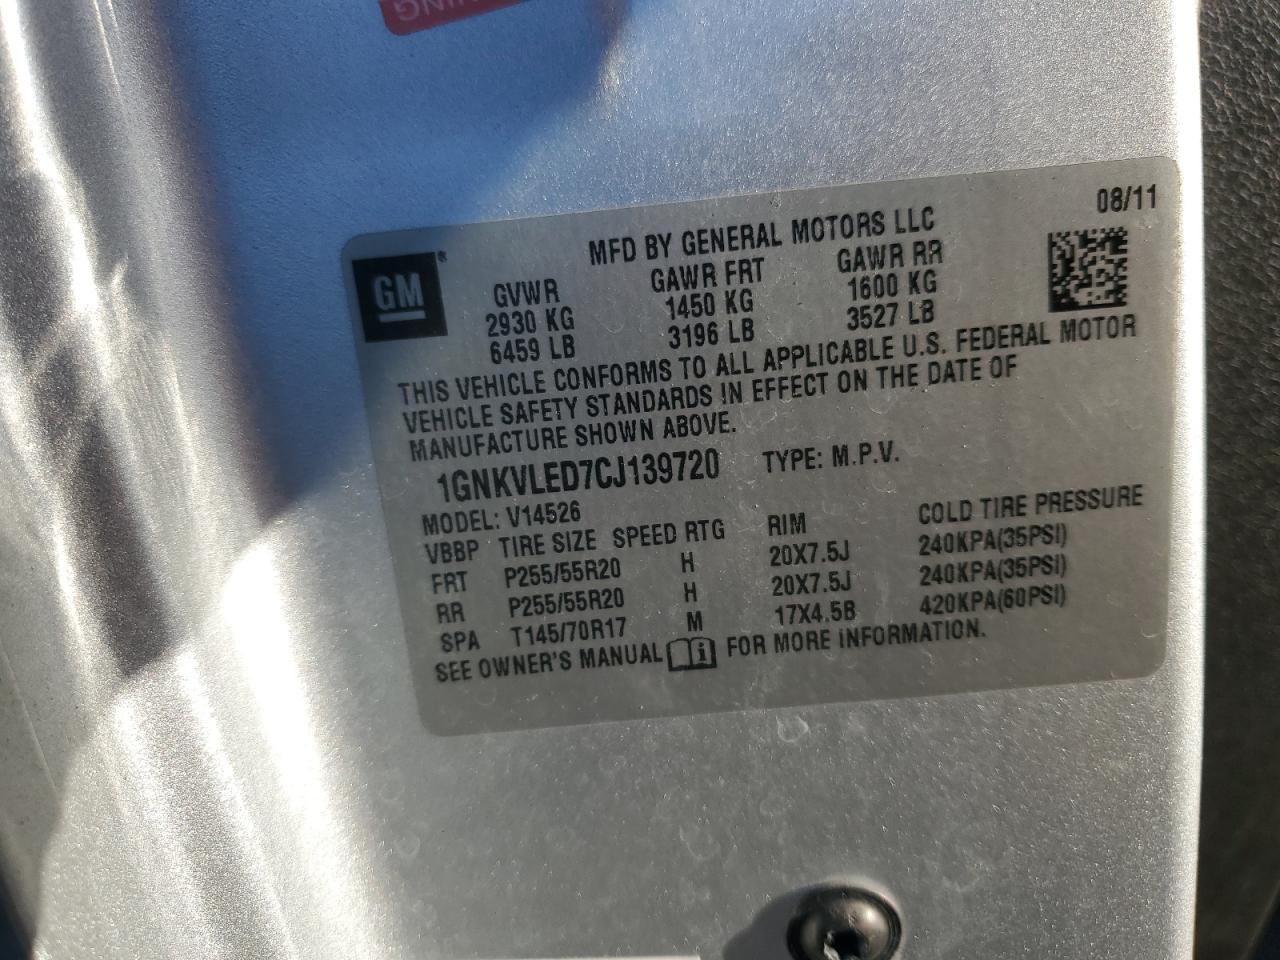 NING
08/11
MFD BY GENERAL MOTORS LLC
GM®
GVWR GAWR FRT GAWR RR
2930 KG 1450 KG 1600 KG
6459 LB 3196 LB 3527 LB
THIS VEHICLE CONFORMS TO ALL APPLICABLE U.S. FEDERAL MOTOR
VEHICLE SAFETY STANDARDS IN EFFECT ON THE DATE OF
MANUFACTURE SHOWN ABOVE.
1GNKVLED7CJ139720 TYPE: M.P.V.
MODEL: V14526
VBBP TIRE SIZE SPEED RTG RIM COLD TIRE PRESSURE
FRT P255/55R20 H 20X7.5J 240KPA(35PSI)
RR P255/55R20 H 20X7.5J 240KPA(35PSI)
SPA T145/70R17 M 17X4.5B 420KPA(60PSI)
SEE OWNER'S MANUAL FOR MORE INFORMATION.